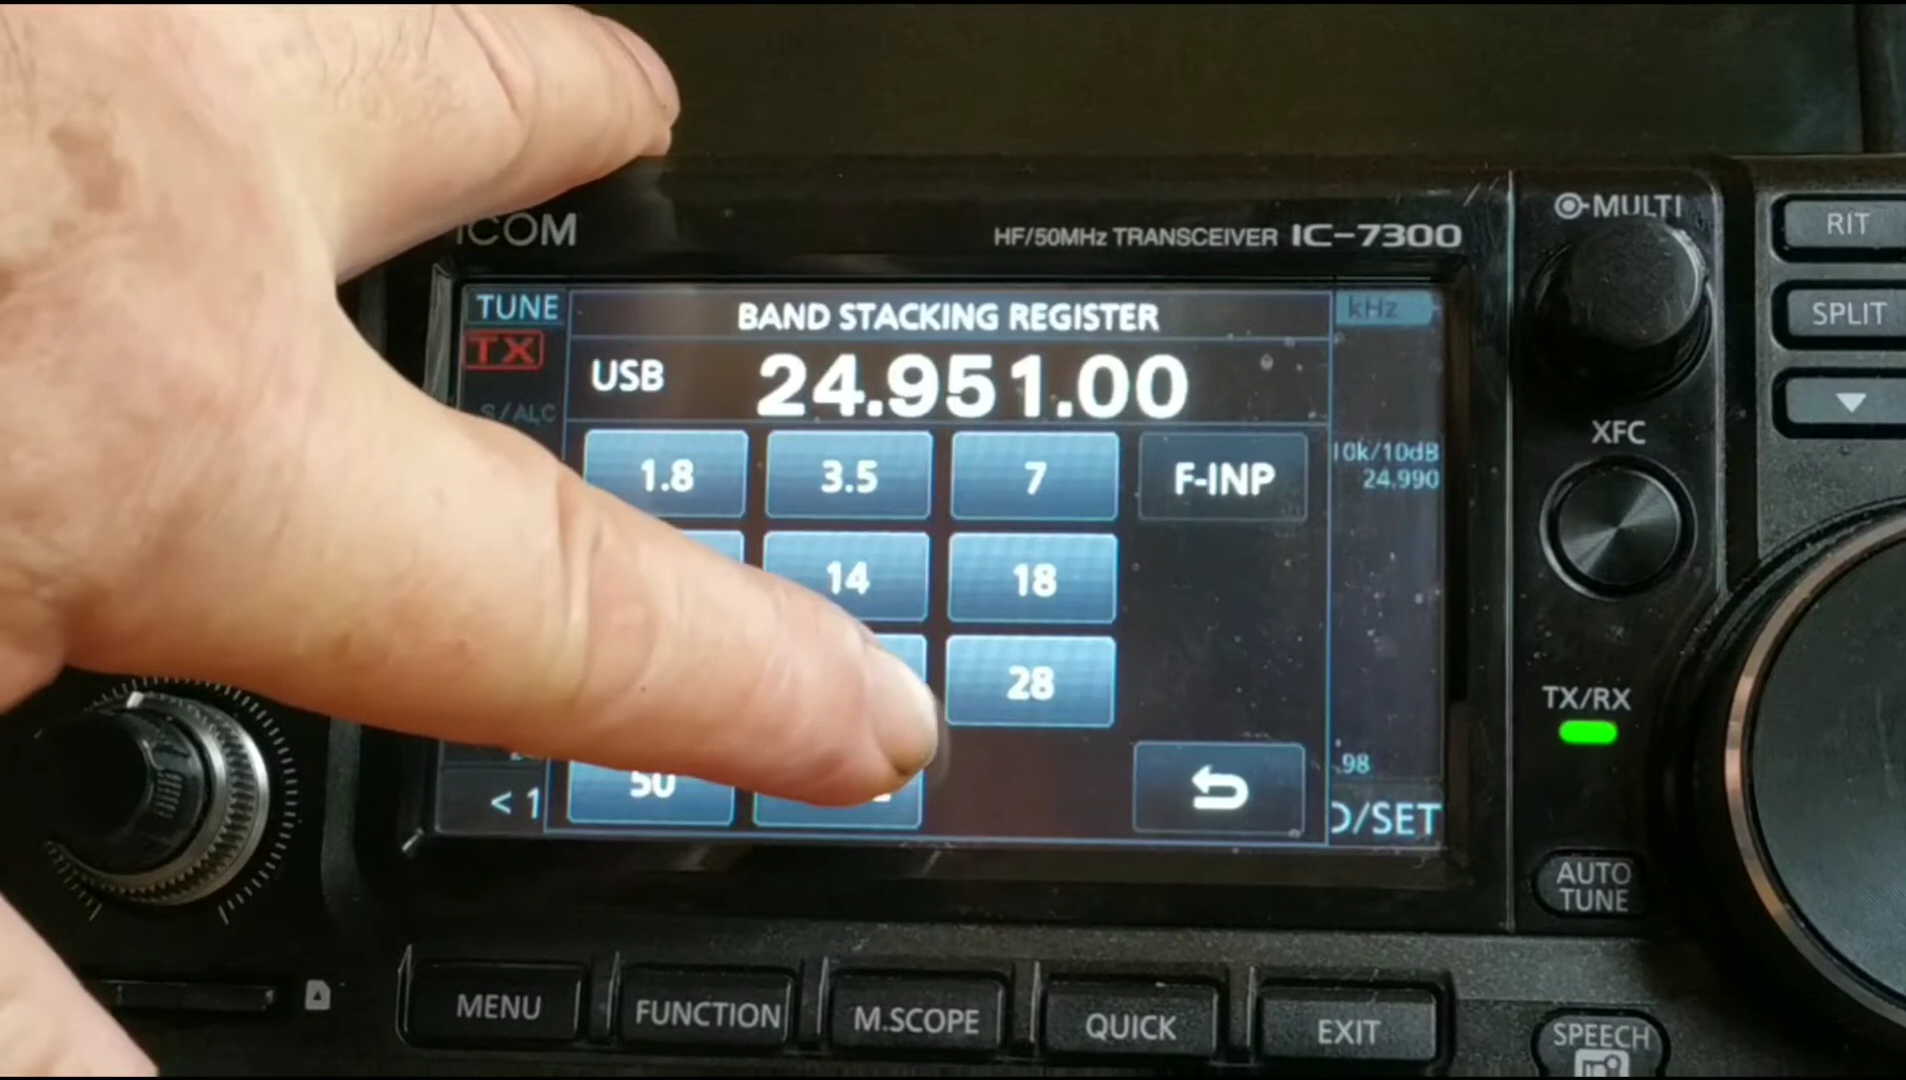 ICOM
HF/50MHz TRANSCEIVER IC-7300
MULTI
RIT
TUNE
BAND STACKING REGISTER
kHz
TX
USB
24.951.00
SPLIT
S/ALC
XFC
1.8
3.5
7
F-INP
10k/10dB
24.990
14
18
28
TX/RX
50
.98
< 1
D/SET
AUTO
TUNE
MENU
FUNCTION
M.SCOPE
QUICK
EXIT
SPEECH